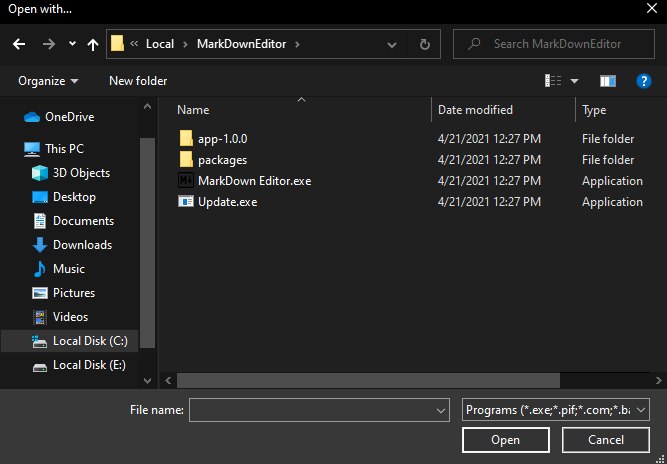 Open with...
« Local › MarkDownEditor ›
Search MarkDownEditor
Organize New folder
Name Date modified Type
OneDrive
This PC
3D Objects
Desktop
Documents
Downloads
Music
Pictures
Videos
Local Disk (C:)
Local Disk (E:)
app-1.0.0 4/21/2021 12:27 PM File folder
packages 4/21/2021 12:27 PM File folder
MarkDown Editor.exe 4/21/2021 12:27 PM Application
Update.exe 4/21/2021 12:27 PM Application
File name: Programs (*.exe;*.pif;*.com;*.ba
Open Cancel